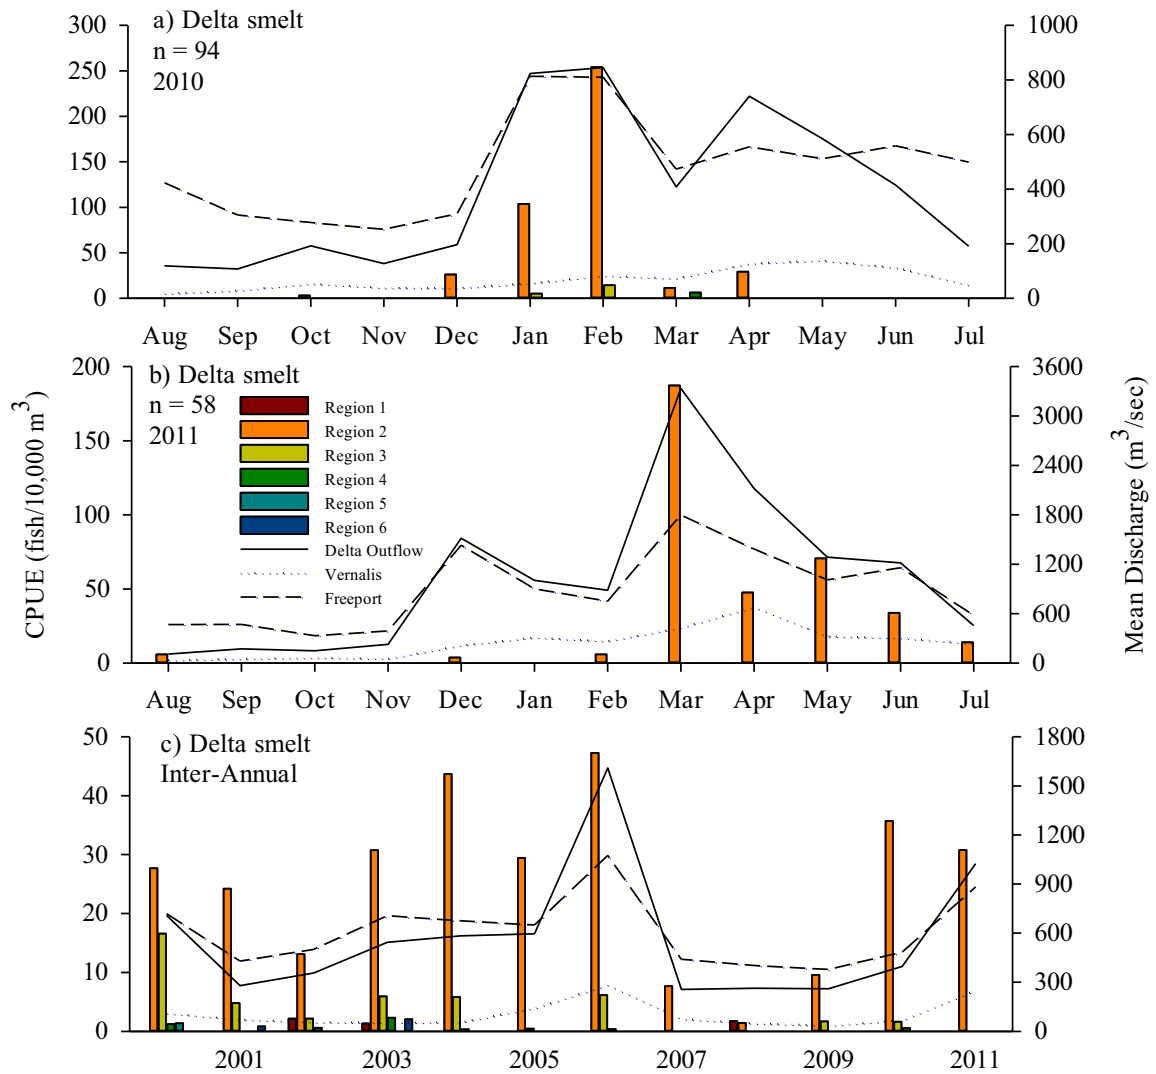 a) Delta smelt
n = 94
2010
300
250
200
150
100
50
0
1000
800
600
400
200
0
Aug Sep Oct Nov Dec Jan Feb Mar Apr May Jun Jul
CPUE (fish/10,000 m³)
Mean Discharge (m³/sec)
b) Delta smelt
n = 58
2011
200
150
100
50
0
3600
3000
2400
1800
1200
600
0
Region 1
Region 2
Region 3
Region 4
Region 5
Region 6
Delta Outflow
Vernalis
Freeport
Aug Sep Oct Nov Dec Jan Feb Mar Apr May Jun Jul
c) Delta smelt
Inter-Annual
50
40
30
20
10
0
1800
1500
1200
900
600
300
0
2001 2003 2005 2007 2009 2011